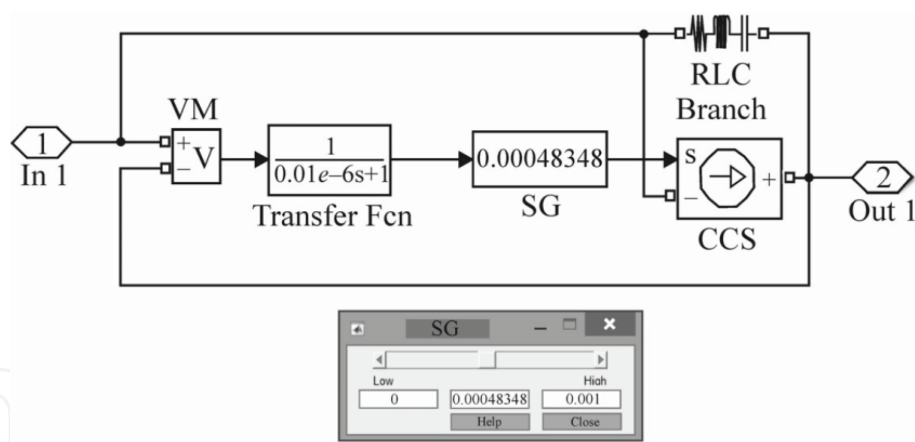 RLC
Branch
VM
1
In 1
+
V
−
1
0.01e–6s+1
Transfer Fcn
0.00048348
SG
S
−
+
CCS
2
Out 1
SG
Low
High
0
0.00048348
0.001
Help
Close